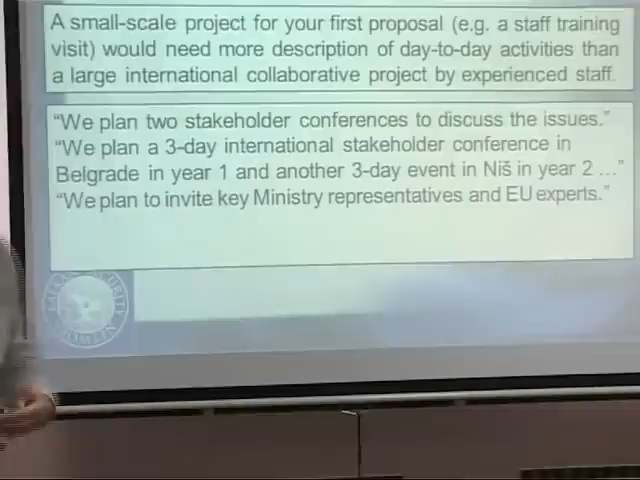 A small-scale project for your first proposal (e.g. a staff training
visit) would need more description of day-to-day activities than
a large international collaborative project by experienced staff.
“We plan two stakeholder conferences to discuss the issues.”
“We plan a 3-day international stakeholder conference in
Belgrade in year 1 and another 3-day event in Niš in year 2 …”
“We plan to invite key Ministry representatives and EU experts.”